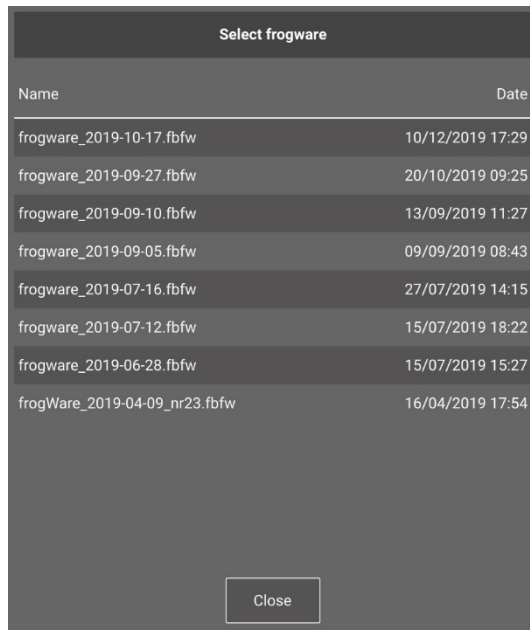 Select frogware
Name Date
frogware_2019-10-17.fbfw 10/12/2019 17:29
frogware_2019-09-27.fbfw 20/10/2019 09:25
frogware_2019-09-10.fbfw 13/09/2019 11:27
frogware_2019-09-05.fbfw 09/09/2019 08:43
frogware_2019-07-16.fbfw 27/07/2019 14:15
frogware_2019-07-12.fbfw 15/07/2019 18:22
frogware_2019-06-28.fbfw 15/07/2019 15:27
frogWare_2019-04-09_nr23.fbfw 16/04/2019 17:54
Close